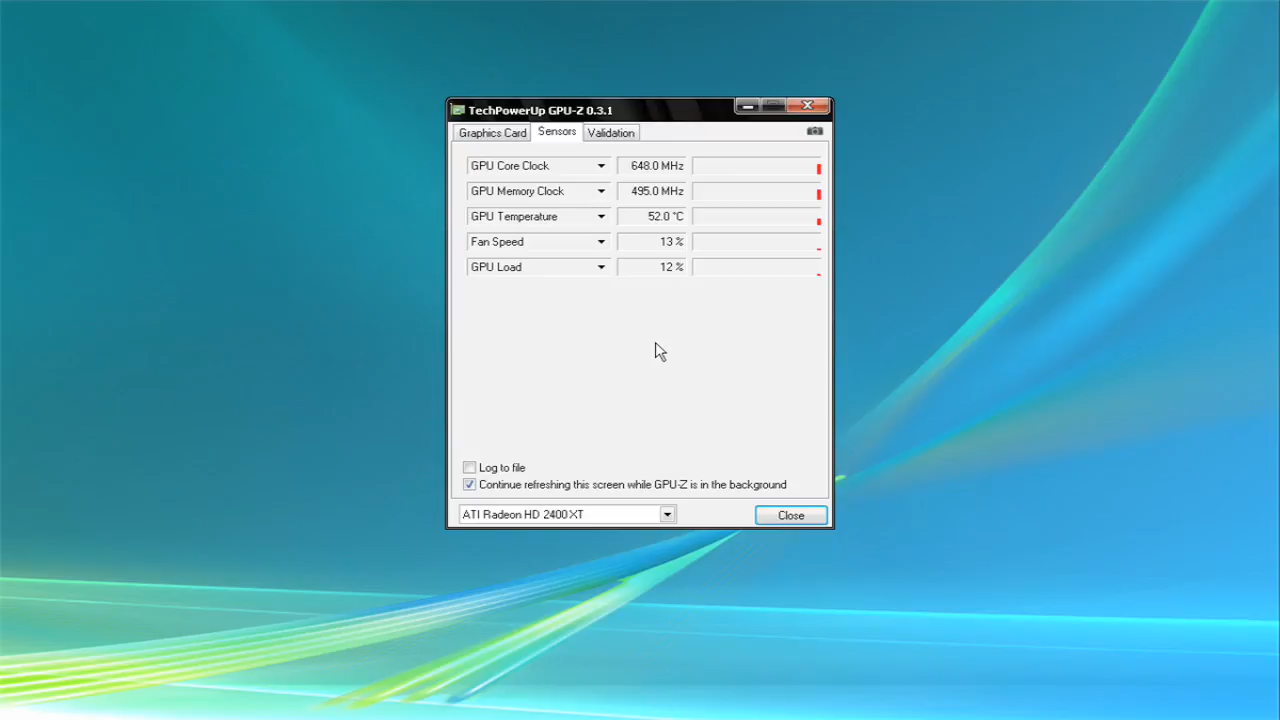 TechPowerUp GPU-Z 0.3.1
Graphics Card Sensors Validation
GPU Core Clock 648.0 MHz
GPU Memory Clock 495.0 MHz
GPU Temperature 52.0 °C
Fan Speed 13 %
GPU Load 12 %
Log to file
Continue refreshing this screen while GPU-Z is in the background
ATI Radeon HD 2400 XT Close